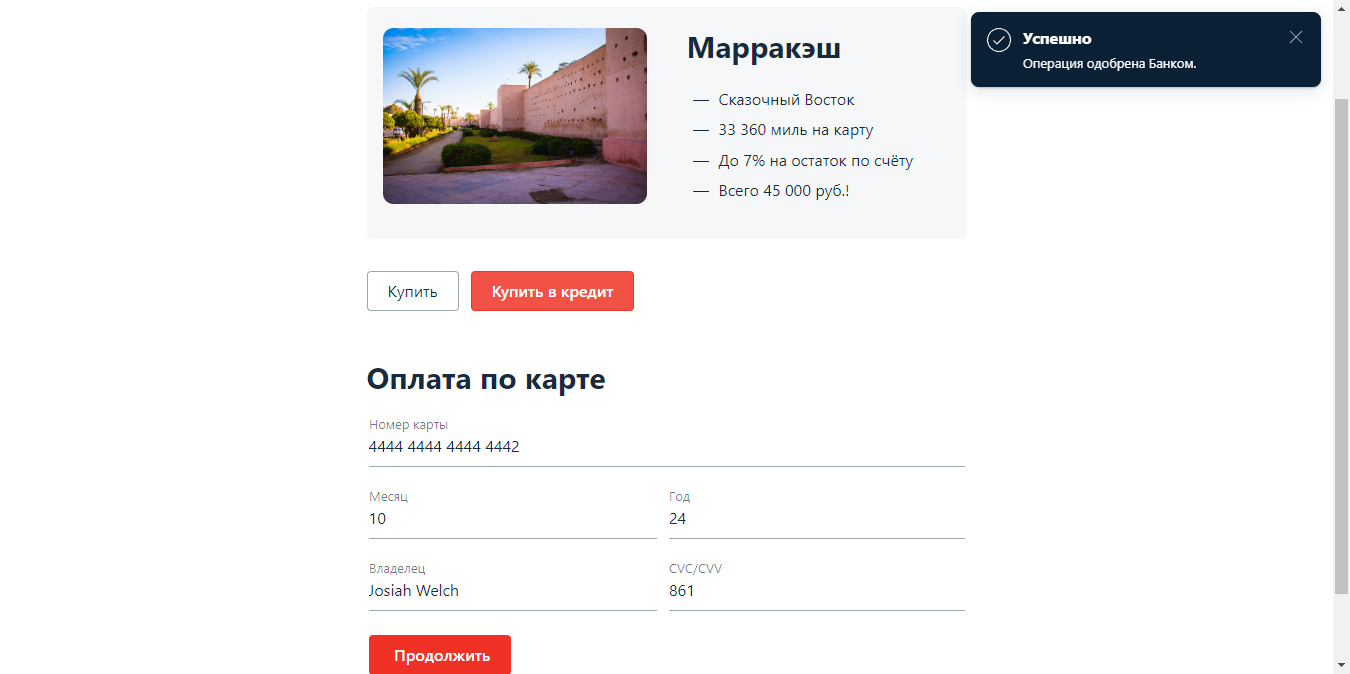 Марракэш
— Сказочный Восток
— 33 360 миль на карту
— До 7% на остаток по счёту
— Всего 45 000 руб.!
Успешно
Операция одобрена Банком.
Купить
Купить в кредит
Оплата по карте
Номер карты
4444 4444 4444 4442
Месяц
10
Год
24
Владелец
Josiah Welch
CVC/CVV
861
Продолжить